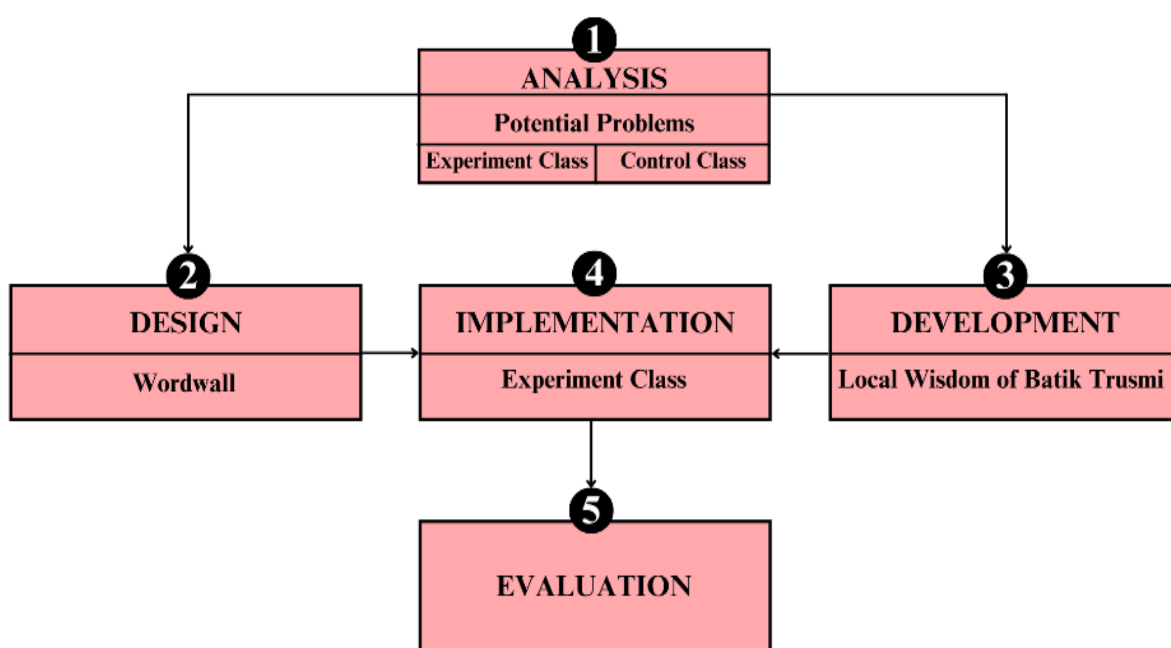 1
ANALYSIS
Potential Problems
Experiment Class
Control Class
2
DESIGN
Wordwall
4
IMPLEMENTATION
Experiment Class
3
DEVELOPMENT
Local Wisdom of Batik Trusmi
5
EVALUATION